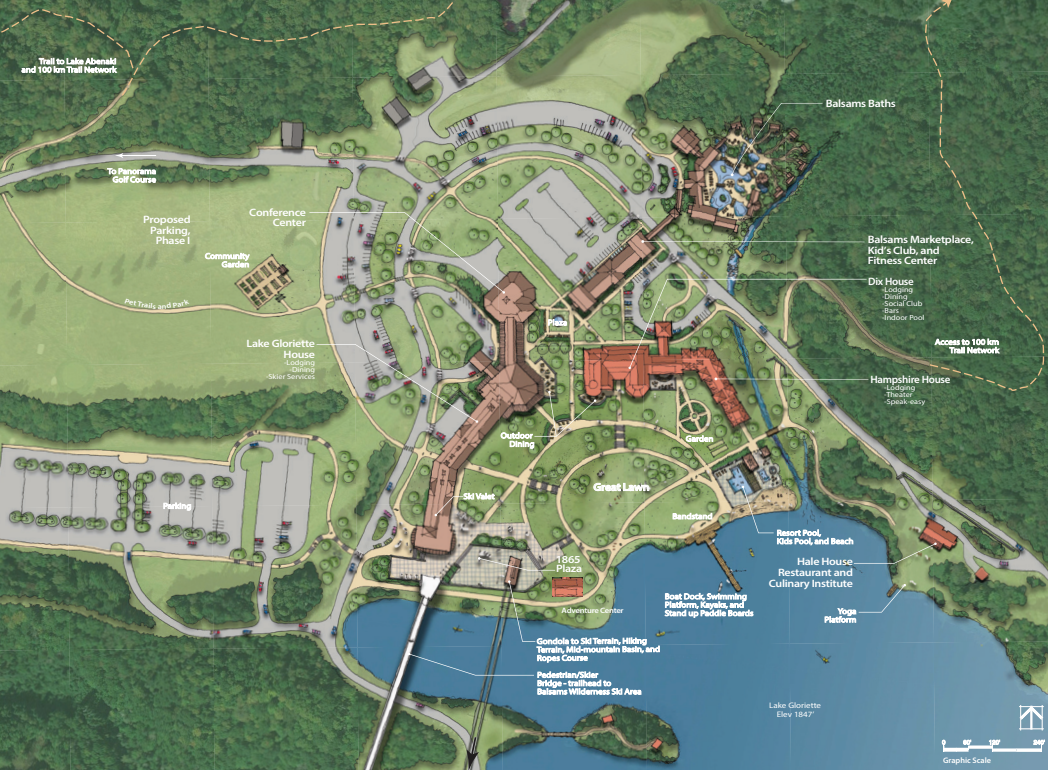 Trail to Lake Abenaki
and 100 km Trail Network
Balsams Baths
To Panorama
Golf Course
Proposed
Parking,
Phase I
Conference
Center
Community
Garden
Balsams Marketplace,
Kid's Club, and
Fitness Center
Dix House
-Lodging
-Dining
-Social Club
-Bars
-Indoor Pool
Pet Trails and Park
Plaza
Lake Gloriette
House
-Lodging
-Dining
-Skier Services
Access to 100 km
Trail Network
Hampshire House
-Lodging
-Theater
-Speak-easy
Outdoor
Dining
Garden
Great Lawn
Ski Valet
Parking
Bandstand
Resort Pool,
Kids Pool, and Beach
1865
Plaza
Hale House
Restaurant and
Culinary Institute
Adventure Center
Boat Dock, Swimming
Platform, Kayaks, and
Stand up Paddle Boards
Yoga
Platform
Gondola to Ski Terrain, Hiking
Terrain, Mid-mountain Basin, and
Ropes Course
Pedestrian/Skier
Bridge - trailhead to
Balsams Wilderness Ski Area
Lake Gloriette
Elev 1847'
0 60' 120' 240'
Graphic Scale